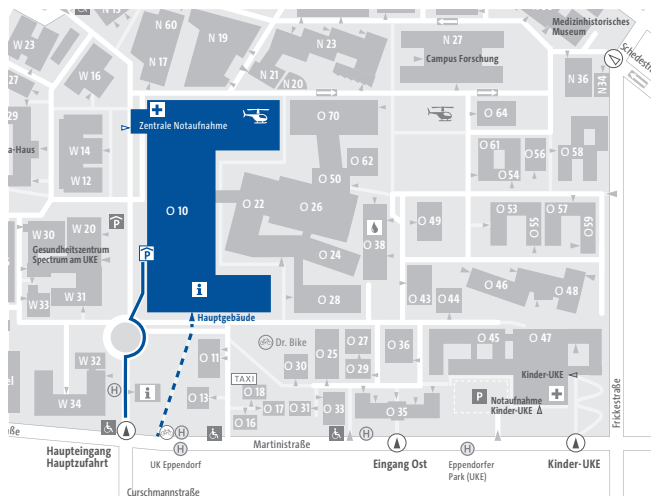 N 15
N 60
W 23
N 19
N 17
W 16
N 21
N 20
N 23
N 27
Campus Forschung
Medizinhistorisches
Museum
N 36
N 34
29
a-Haus
W 14
W 12
Zentrale Notaufnahme
O 10
O 70
O 62
O 50
O 22
O 26
O 24
O 28
O 38
O 64
O 61
O 54
O 56
O 58
O 49
O 53
O 55
O 57
O 59
O 46
O 48
O 43
O 44
W 30
W 20
P
Gesundheitszentrum
Spectrum am UKE
W 31
W 33
P
i
Hauptgebäude
W 32
W 34
H
i
O 11
O 13
Dr. Bike
TAXI
O 30
O 25
O 27
O 29
O 36
O 18
O 16
O 17
O 31
O 33
O 35
O 45
O 47
Kinder-UKE
P
Notaufnahme
Kinder-UKE
Frickestraße
aße
Martinistraße
H
H
H
H
Haupteingang
Hauptzufahrt
UK Eppendorf
Eingang Ost
Eppendorfer
Park (UKE)
Kinder-UKE
Curschmannstraße